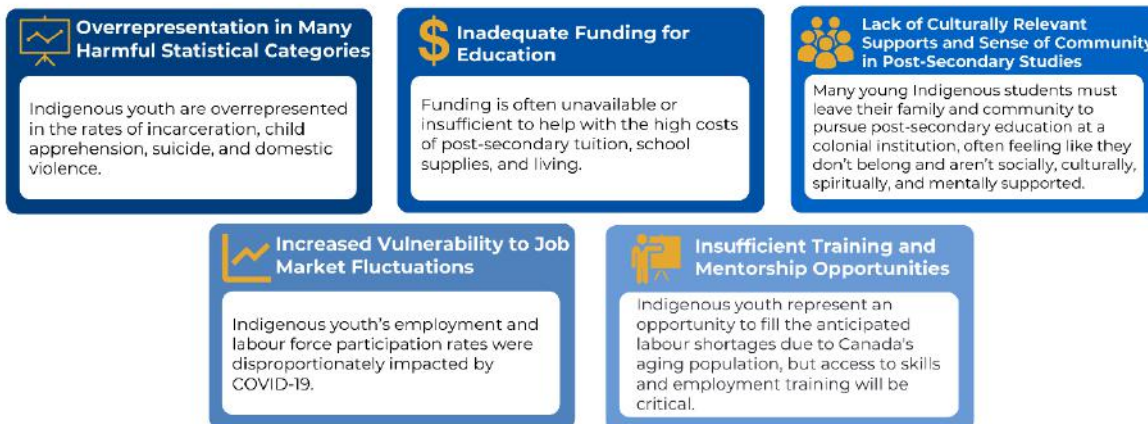 Overrepresentation in Many
Harmful Statistical Categories
Indigenous youth are overrepresented
in the rates of incarceration, child
apprehension, suicide, and domestic
violence.
Inadequate Funding for
Education
Funding is often unavailable or
insufficient to help with the high costs
of post-secondary tuition, school
supplies, and living.
Lack of Culturally Relevant
Supports and Sense of Community
in Post-Secondary Studies
Many young Indigenous students must
leave their family and community to
pursue post-secondary education at a
colonial institution, often feeling like they
don't belong and aren't socially, culturally,
spiritually, and mentally supported.
Increased Vulnerability to Job
Market Fluctuations
Indigenous youth's employment and
labour force participation rates were
disproportionately impacted by
COVID-19.
Insufficient Training and
Mentorship Opportunities
Indigenous youth represent an
opportunity to fill the anticipated
labour shortages due to Canada's
aging population, but access to skills
and employment training will be
critical.